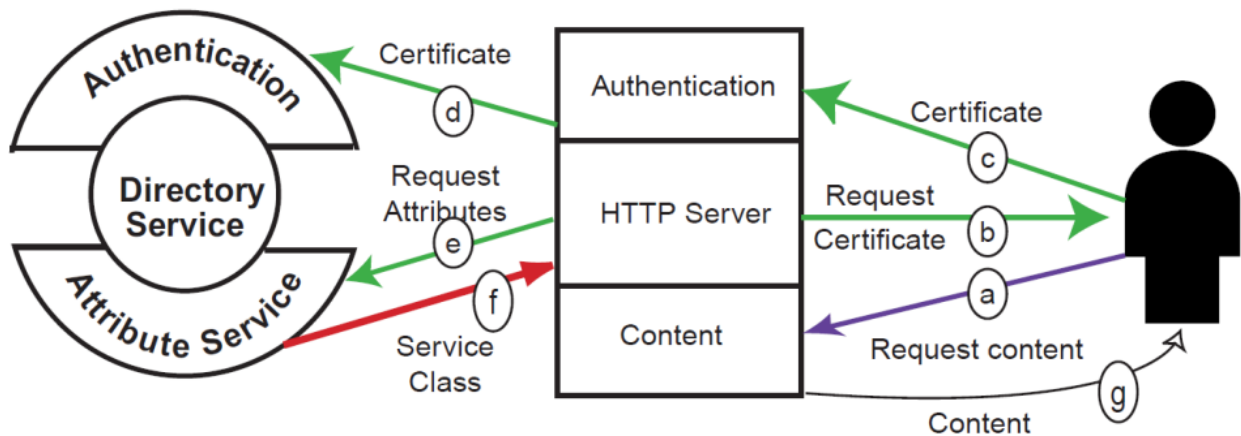 Authentication
Directory
Service
Attribute Service
Certificate
d
Request
Attributes
e
f
Service
Class
Authentication
HTTP Server
Content
Certificate
c
Request
b
Certificate
a
Request content
g
Content